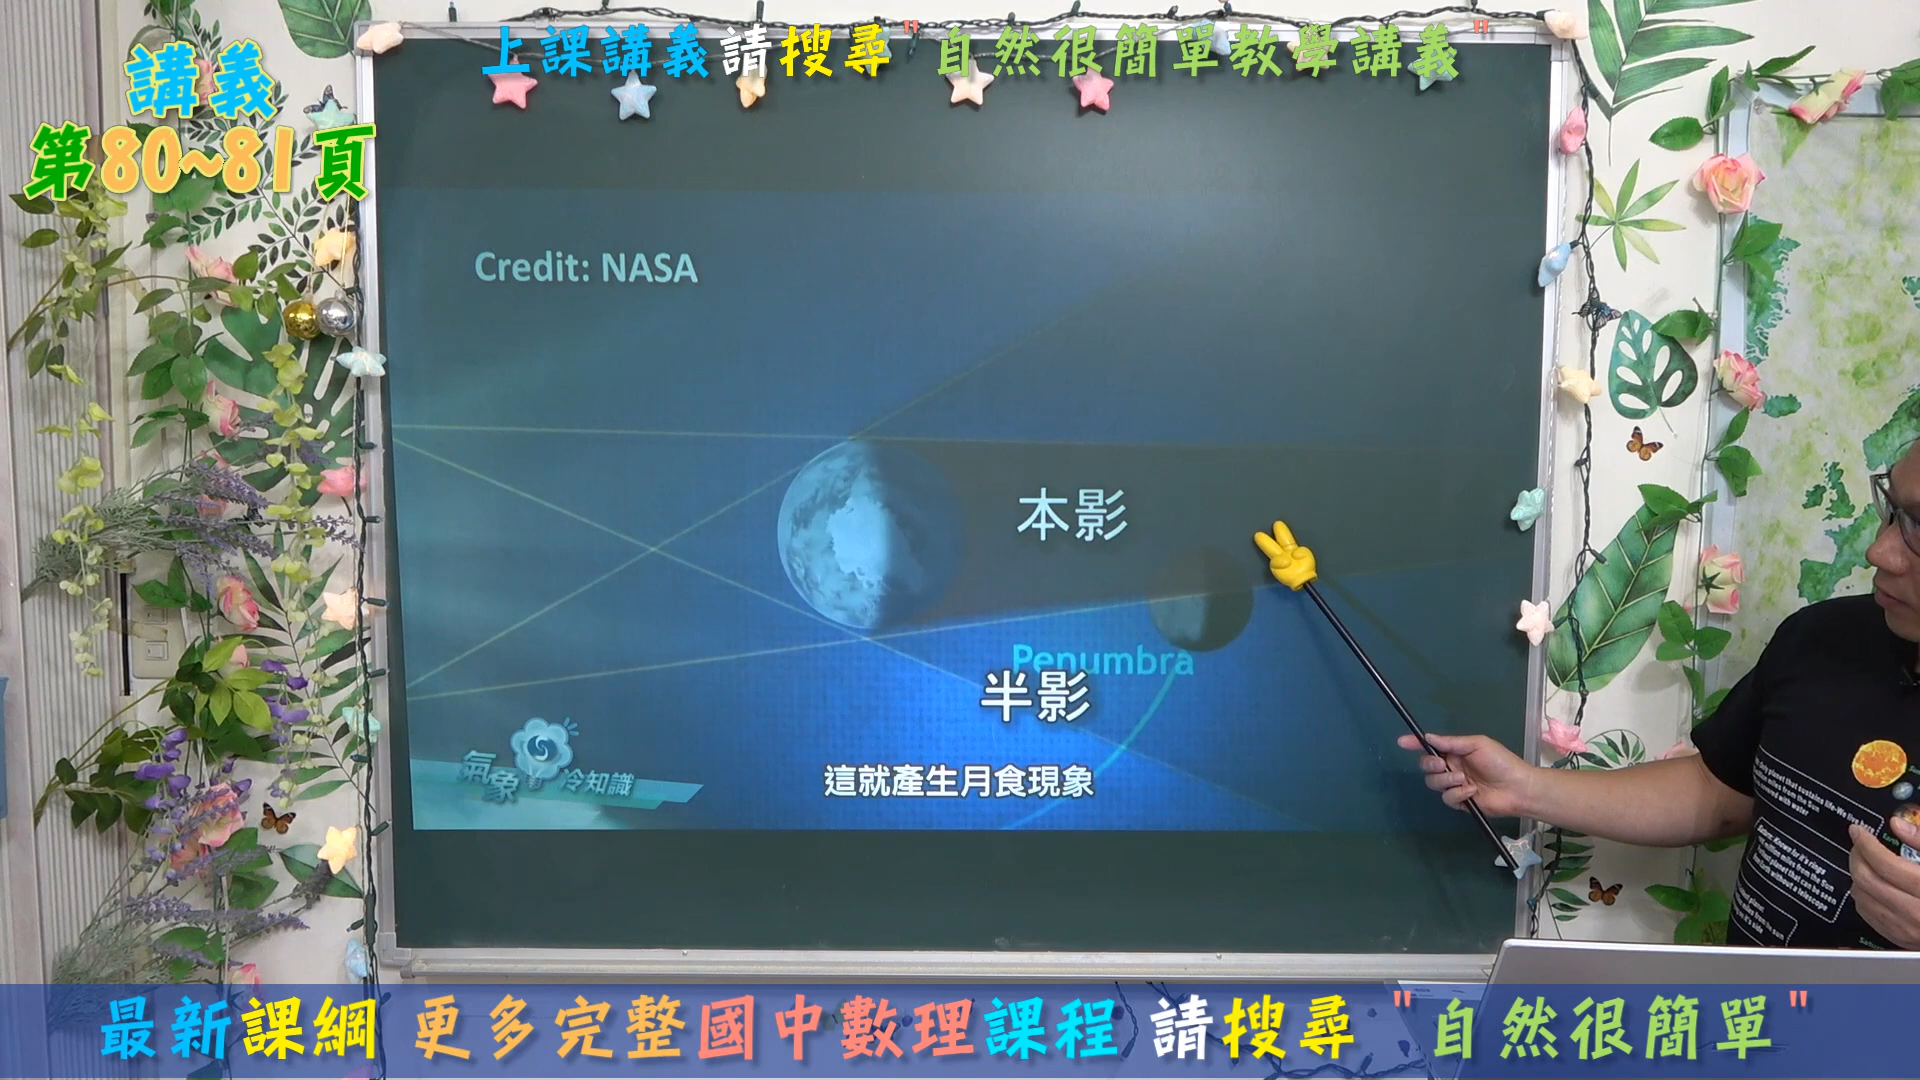 上課講義請搜尋"自然很簡單教學講義"
講義
第80~81頁
Credit: NASA
本影
Penumbra
半影
這就產生月食現象
氣象冷知識
最新課綱 更多完整國中數理課程 請搜尋"自然很簡單"